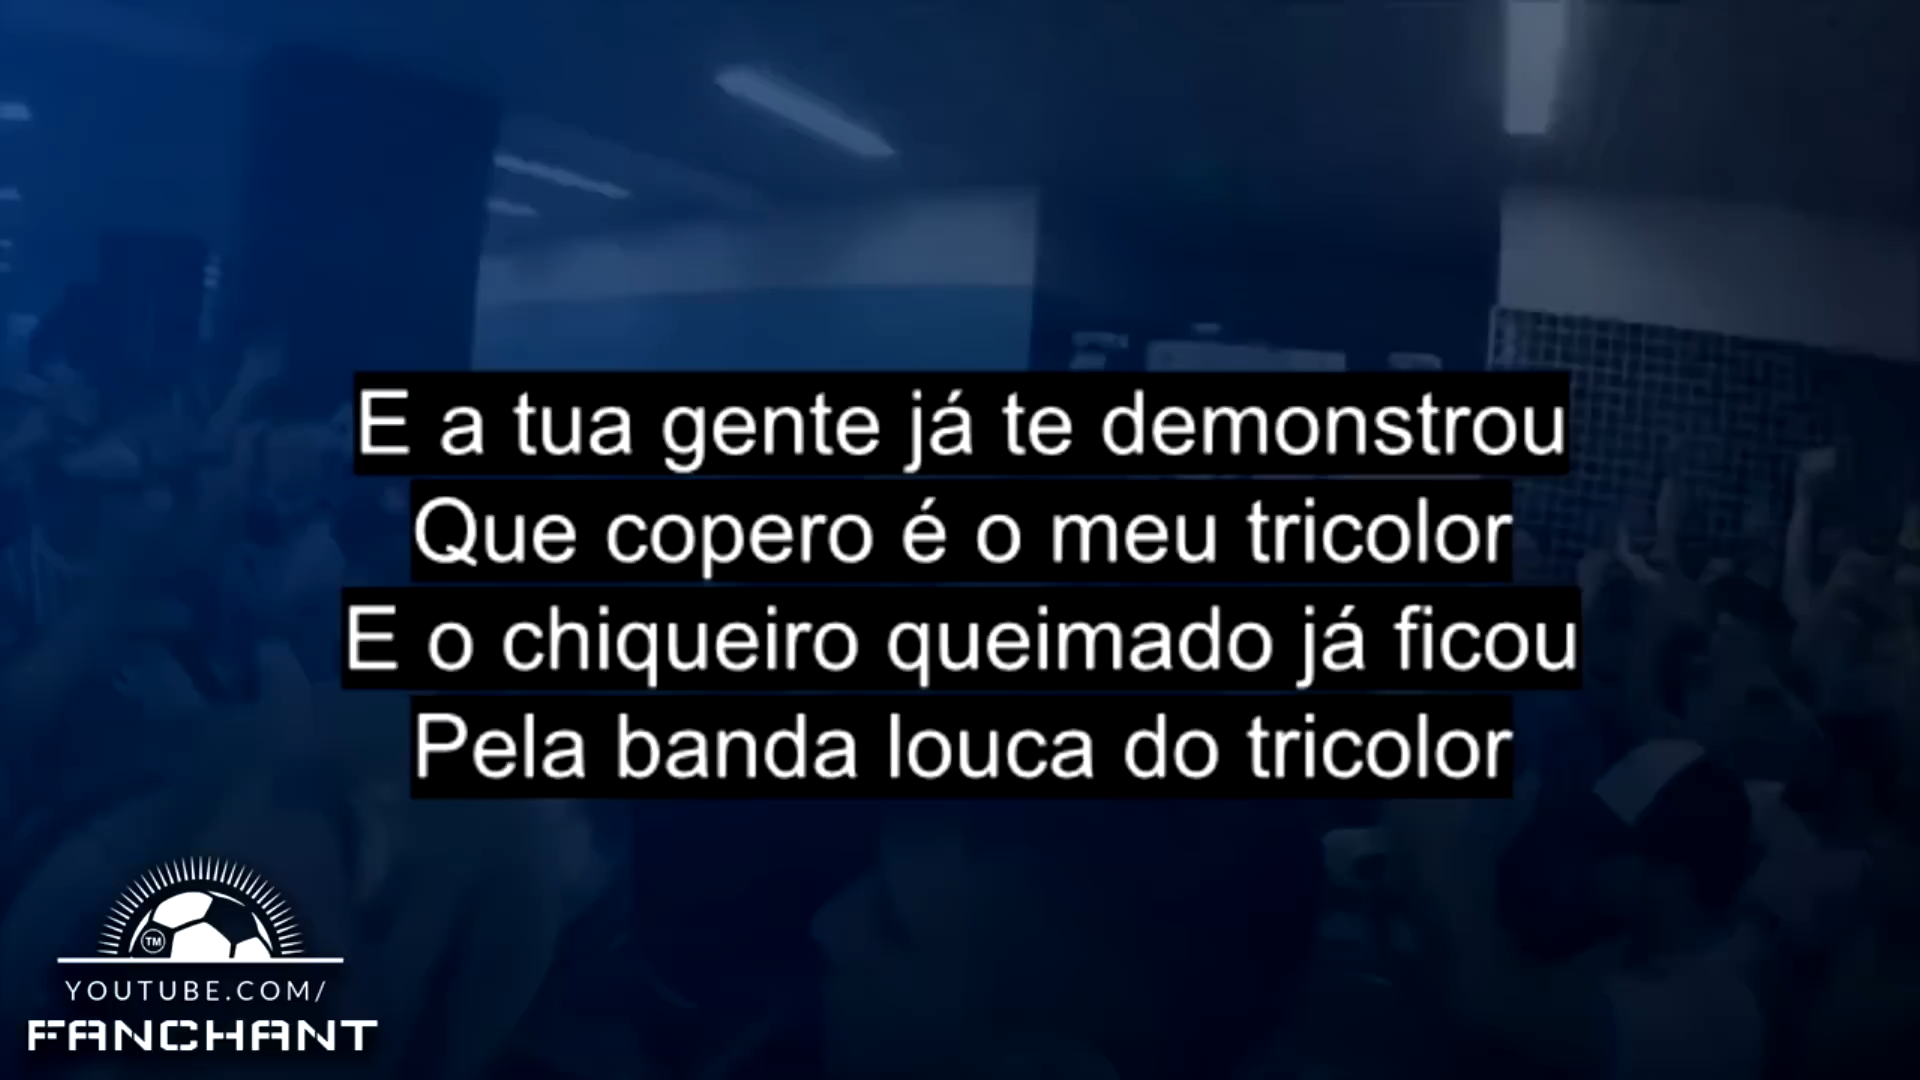 E a tua gente já te demonstrou
Que copero é o meu tricolor
E o chiqueiro queimado já ficou
Pela banda louca do tricolor
TM
YOUTUBE.COM/
FANCHANT